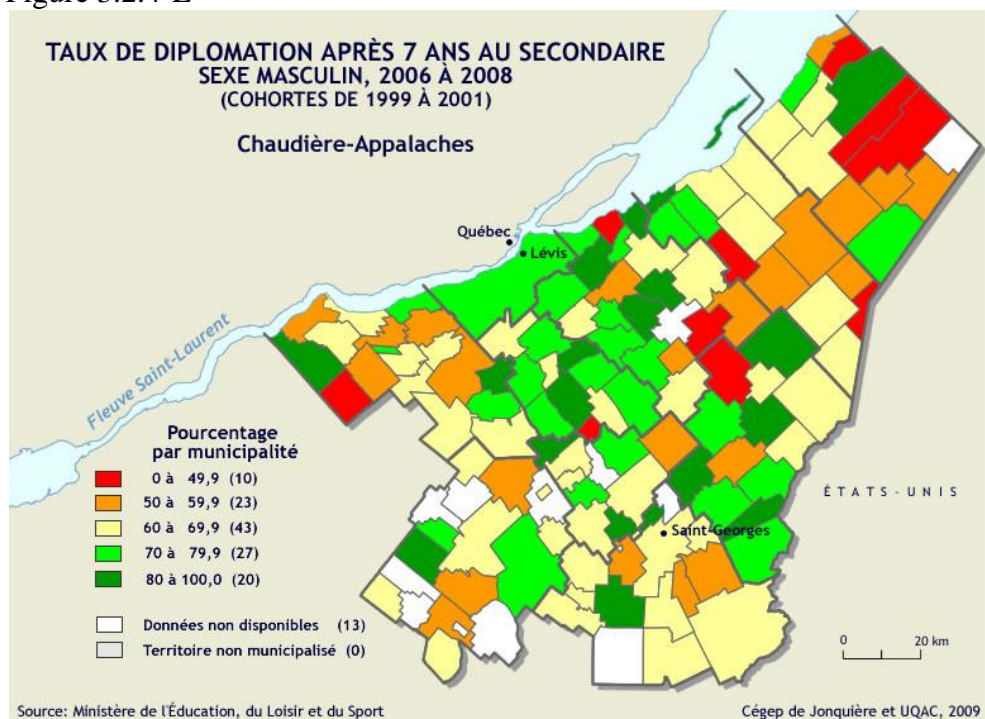 TAUX DE DIPLOMATION APRÈS 7 ANS AU SECONDAIRE
SEXE MASCULIN, 2006 À 2008
(COHORTES DE 1999 À 2001)
Chaudière-Appalaches
Québec
Lévis
Fleuve Saint-Laurent
Pourcentage
par municipalité
0 à 49,9 (10)
50 à 59,9 (23)
60 à 69,9 (43)
70 à 79,9 (27)
80 à 100,0 (20)
Données non disponibles (13)
Territoire non municipalisé (0)
ÉTATS-UNIS
Saint-Georges
0 20 km
Source: Ministère de l'Éducation, du Loisir et du Sport
Cégep de Jonquière et UQAC, 2009